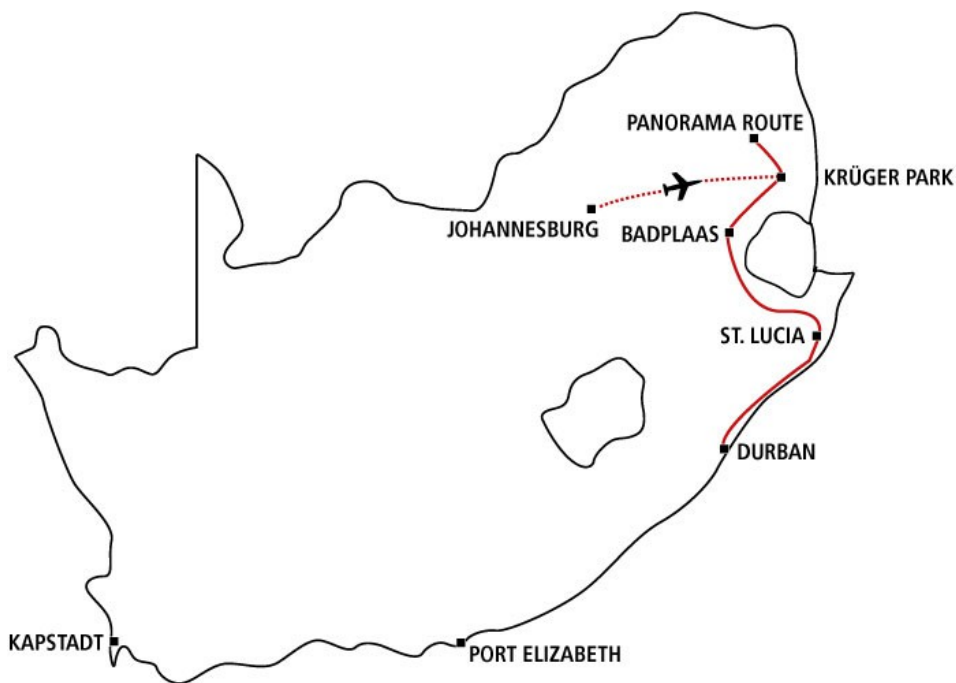 PANORAMA ROUTE
KRÜGER PARK
JOHANNESBURG
BADPLAAS
ST. LUCIA
DURBAN
KAPSTADT
PORT ELIZABETH